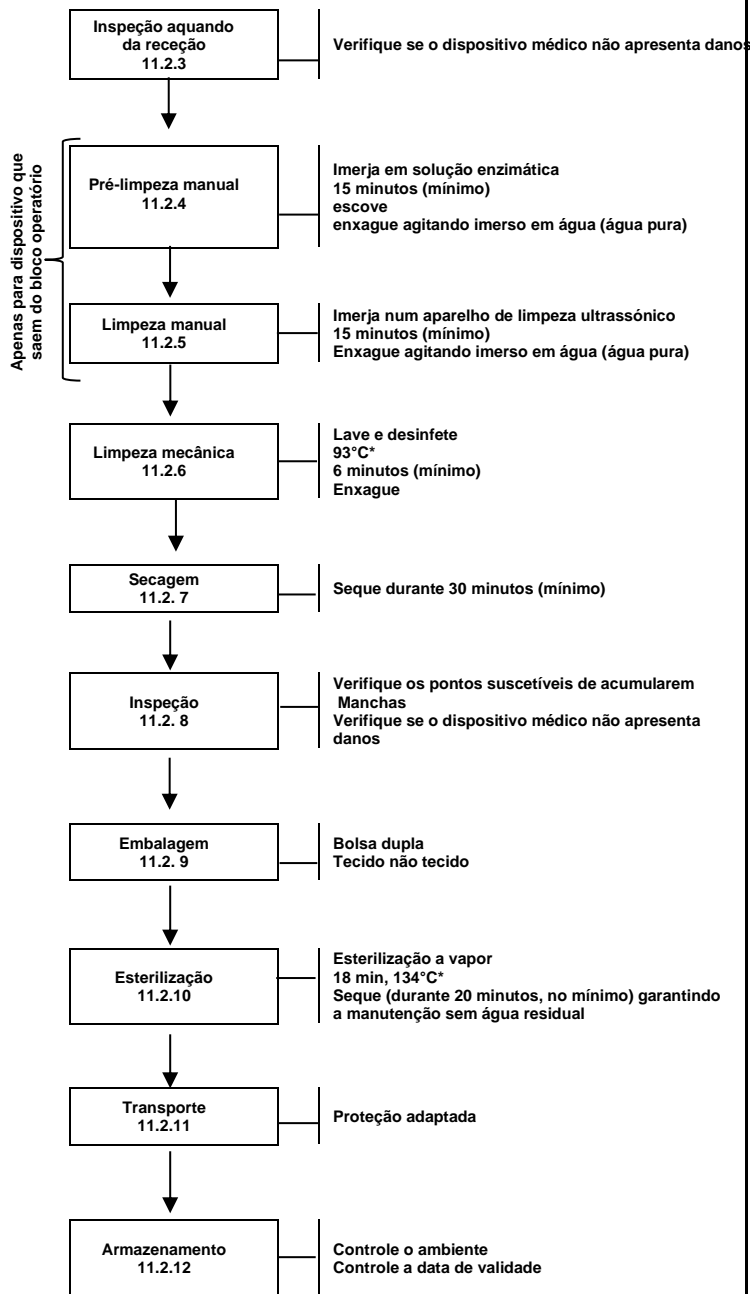 Inspeção aquando
da receção
11.2.3
Verifique se o dispositivo médico não apresenta danos
Apenas para dispositivo que
saem do bloco operatório
Pré-limpeza manual
11.2.4
Imerja em solução enzimática
15 minutos (mínimo)
escove
enxague agitando imerso em água (água pura)
Limpeza manual
11.2.5
Imerja num aparelho de limpeza ultrassónico
15 minutos (mínimo)
Enxague agitando imerso em água (água pura)
Limpeza mecânica
11.2.6
Lave e desinfete
93°C*
6 minutos (mínimo)
Enxague
Secagem
11.2. 7
Seque durante 30 minutos (mínimo)
Inspeção
11.2. 8
Verifique os pontos suscetíveis de acumularem
Manchas
Verifique se o dispositivo médico não apresenta
danos
Embalagem
11.2. 9
Bolsa dupla
Tecido não tecido
Esterilização
11.2.10
Esterilização a vapor
18 min, 134°C*
Seque (durante 20 minutos, no mínimo) garantindo
a manutenção sem água residual
Transporte
11.2.11
Proteção adaptada
Armazenamento
11.2.12
Controle o ambiente
Controle a data de validade